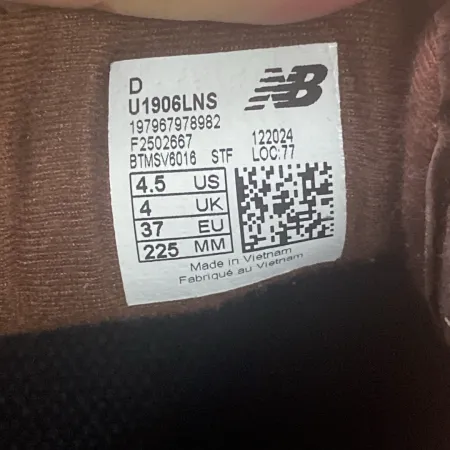 D
NB
U1906LNS
197967978982
F2502667 122024
BTMSV6016 STF LOC:77
4.5 US
4 UK
37 EU
225 MM
Made in Vietnam
Fabriqué au Vietnam